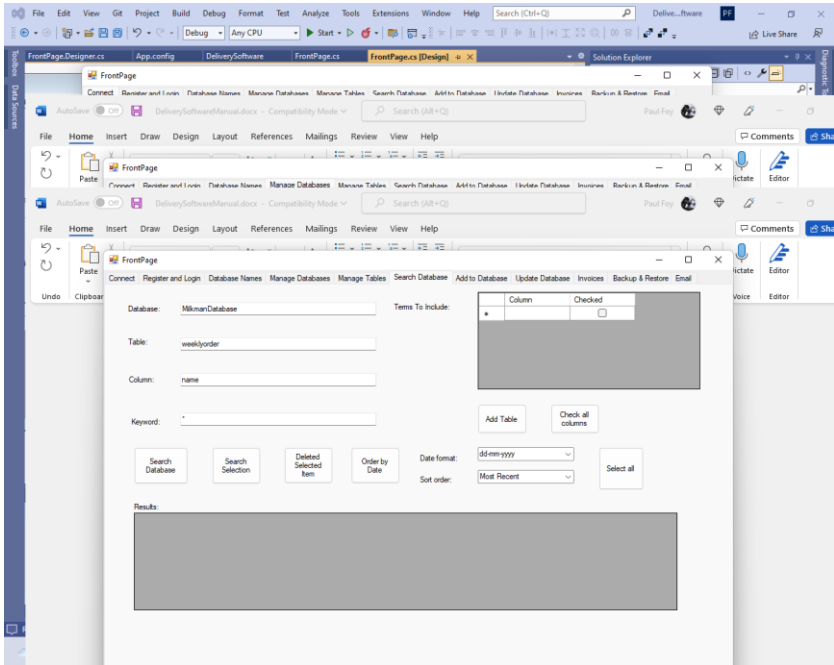 File Edit View Git Project Build Debug Format Test Analyze Tools Extensions Window Help Search (Ctrl+Q) Delive...ftware PF
Debug Any CPU Start Live Share
FrontPage.Designer.cs App.config DeliverySoftware FrontPage.cs FrontPage.cs [Design] Solution Explorer
Toolbox
Data Sources
Diagnostic
FrontPage
Connect Register and Login Database Names Manage Databases Manage Tables Search Database Add to Database Update Database Invoices Backup & Restore Email
AutoSave Off DeliverySoftwareManual.docx - Compatibility Mode Search (Alt+Q) Paul Foy
File Home Insert Draw Design Layout References Mailings Review View Help Comments Sha
Paste ictate Editor
FrontPage
Connect Register and Login Database Names Manage Databases Manage Tables Search Database Add to Database Update Database Invoices Backup & Restore Email
AutoSave Off DeliverySoftwareManual.docx - Compatibility Mode Search (Alt+Q) Paul Foy
File Home Insert Draw Design Layout References Mailings Review View Help Comments Sha
Paste ictate Editor
Undo Clipboar Voice Editor
FrontPage
Connect Register and Login Database Names Manage Databases Manage Tables Search Database Add to Database Update Database Invoices Backup & Restore Email
Database: MilkmanDatabase Terms To Include: Column Checked
Table: weeklyorder
Column: name
Keyword: *
Add Table Check all columns
Search Database Search Selection Deleted Selected Item Order by Date Date format: dd-mm-yyyy Select all
Sort order: Most Recent
Results: